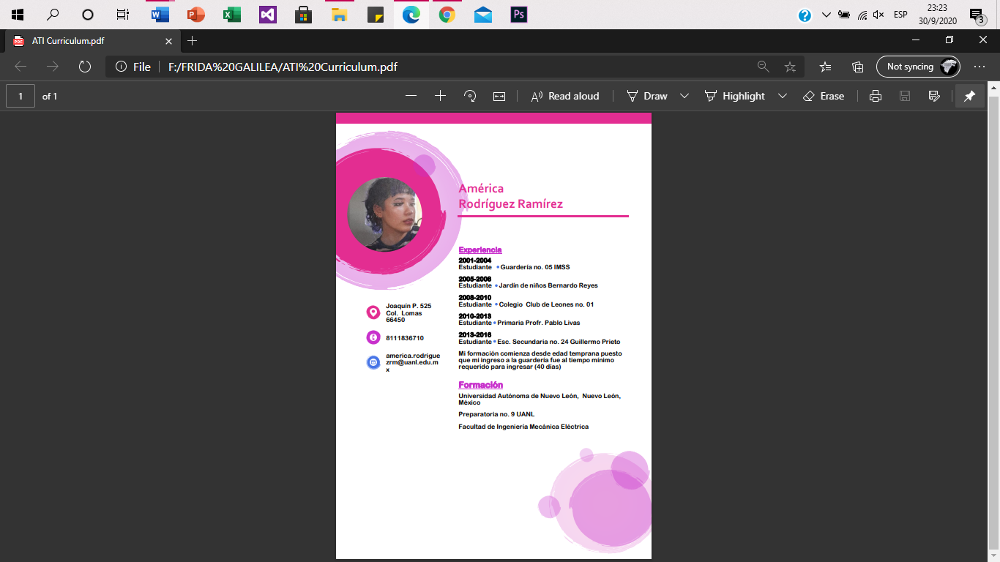 ESP
23:23
30/9/2020
3
ATI Curriculum.pdf
File
F:/FRIDA%20GALILEA/ATI%20Curriculum.pdf
Not syncing
1 of 1
Read aloud
Draw
Highlight
Erase
América
Rodríguez Ramírez
Joaquín P. 525
Col. Lomas
66450
8111836710
america.rodrigue
zrm@uanl.edu.m
x
Experiencia
2001-2004
Estudiante • Guardería no. 05 IMSS
2005-2008
Estudiante • Jardin de niños Bernardo Reyes
2008-2010
Estudiante • Colegio Club de Leones no. 01
2010-2013
Estudiante • Primaria Profr. Pablo Livas
2013-2016
Estudiante • Esc. Secundaria no. 24 Guillermo Prieto
Mi formación comienza desde edad temprana puesto
que mi ingreso a la guardería fue al tiempo mínimo
requerido para ingresar (40 días)
Formación
Universidad Autónoma de Nuevo León, Nuevo León,
México
Preparatoria no. 9 UANL
Facultad de Ingeniería Mecánica Eléctrica